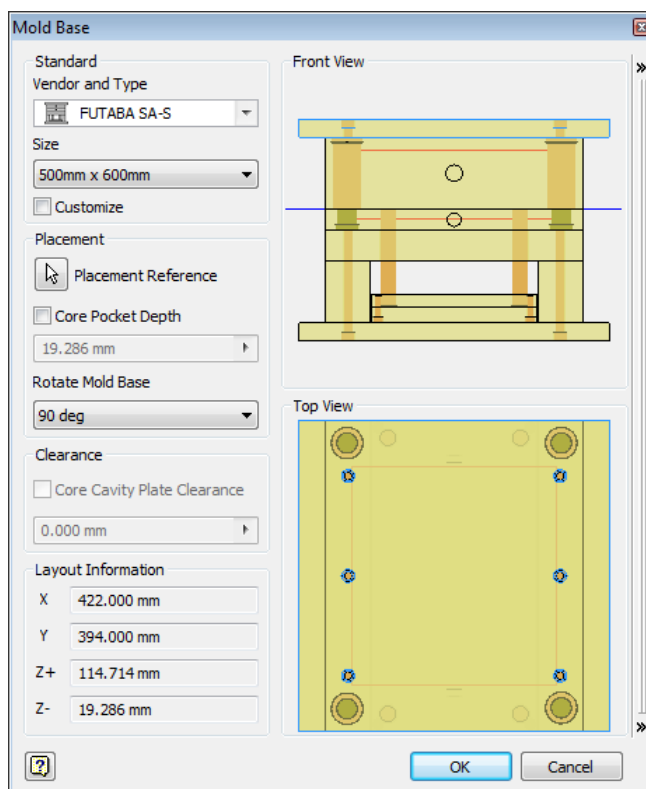 Mold Base
Standard
Vendor and Type
FUTABA SA-S
Size
500mm x 600mm
Customize
Placement
Placement Reference
Core Pocket Depth
19.286 mm
Rotate Mold Base
90 deg
Clearance
Core Cavity Plate Clearance
0.000 mm
Layout Information
X 422.000 mm
Y 394.000 mm
Z+ 114.714 mm
Z- 19.286 mm
Front View
Top View
OK
Cancel